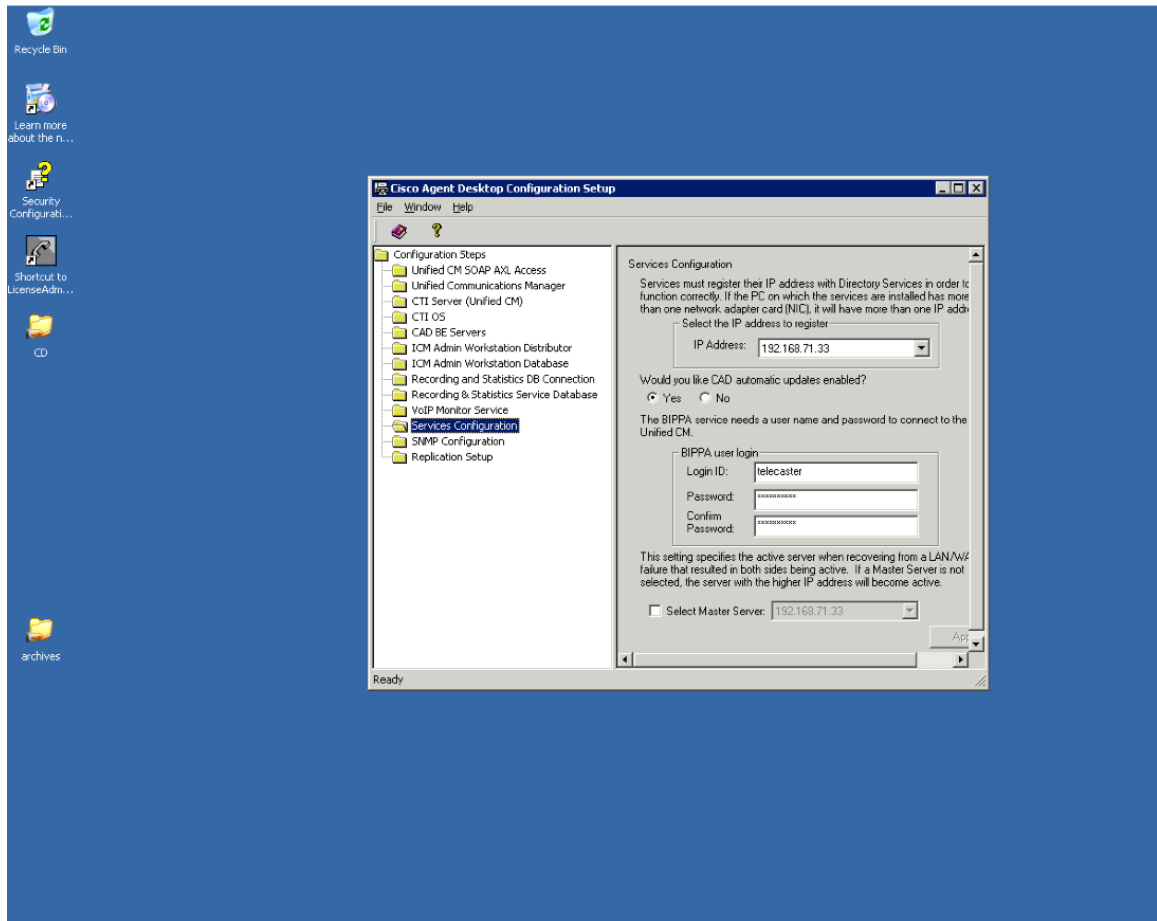 Recycle Bin
Learn more
about the n...
Security
Configurati...
Shortcut to
LicenseAdm...
CD
archives
Cisco Agent Desktop Configuration Setup
File Window Help
Configuration Steps
Unified CM SOAP AXL Access
Unified Communications Manager
CTI Server (Unified CM)
CTI OS
CAD BE Servers
ICM Admin Workstation Distributor
ICM Admin Workstation Database
Recording and Statistics DB Connection
Recording & Statistics Service Database
VoIP Monitor Service
Services Configuration
SNMP Configuration
Replication Setup
Services Configuration
Services must register their IP address with Directory Services in order to
function correctly. If the PC on which the services are installed has more
than one network adapter card (NIC), it will have more than one IP addr
Select the IP address to register
IP Address: 192.168.71.33
Would you like CAD automatic updates enabled?
Yes No
The BIPPA service needs a user name and password to connect to the
Unified CM.
BIPPA user login
Login ID: telecaster
Password: xxxxxxxxxx
Confirm
Password: xxxxxxxxxx
This setting specifies the active server when recovering from a LAN/WA
failure that resulted in both sides being active. If a Master Server is not
selected, the server with the higher IP address will become active.
Select Master Server: 192.168.71.33
App
Ready